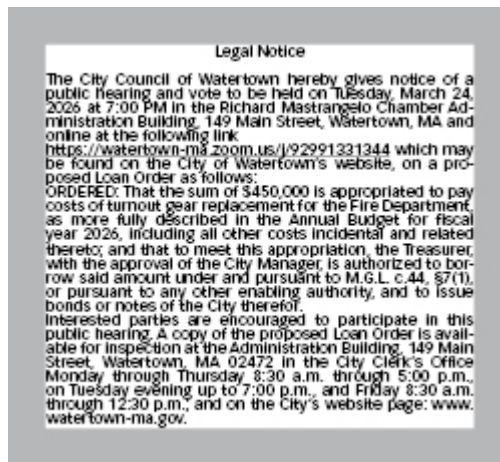 Legal Notice
The City Council of Watertown hereby gives notice of a
public hearing and vote to be held on Tuesday, March 24,
2026 at 7:00 PM in the Richard Mastrangelo Chamber Ad-
ministration Building, 149 Main Street, Watertown, MA and
online at the following link
https://watertown-ma.zoom.us/j/92991331344 which may
be found on the City of Watertown's website, on a pro-
posed Loan Order as follows:
ORDERED: That the sum of $450,000 is appropriated to pay
costs of turnout gear replacement for the Fire Department,
as more fully described in the Annual Budget for fiscal
year 2026, including all other costs incidental and related
thereto; and that to meet this appropriation, the Treasurer,
with the approval of the City Manager, is authorized to bor-
row said amount under and pursuant to M.G.L. c.44, §7(1),
or pursuant to any other enabling authority, and to issue
bonds or notes of the City therefor.
Interested parties are encouraged to participate in this
public hearing. A copy of the proposed Loan Order is avail-
able for inspection at the Administration Building, 149 Main
Street, Watertown, MA 02472 in the City Clerk's Office
Monday through Thursday 8:30 a.m. through 5:00 p.m.,
on Tuesday evening up to 7:00 p.m., and Friday 8:30 a.m.
through 12:30 p.m., and on the City's website page: www.
watertown-ma.gov.